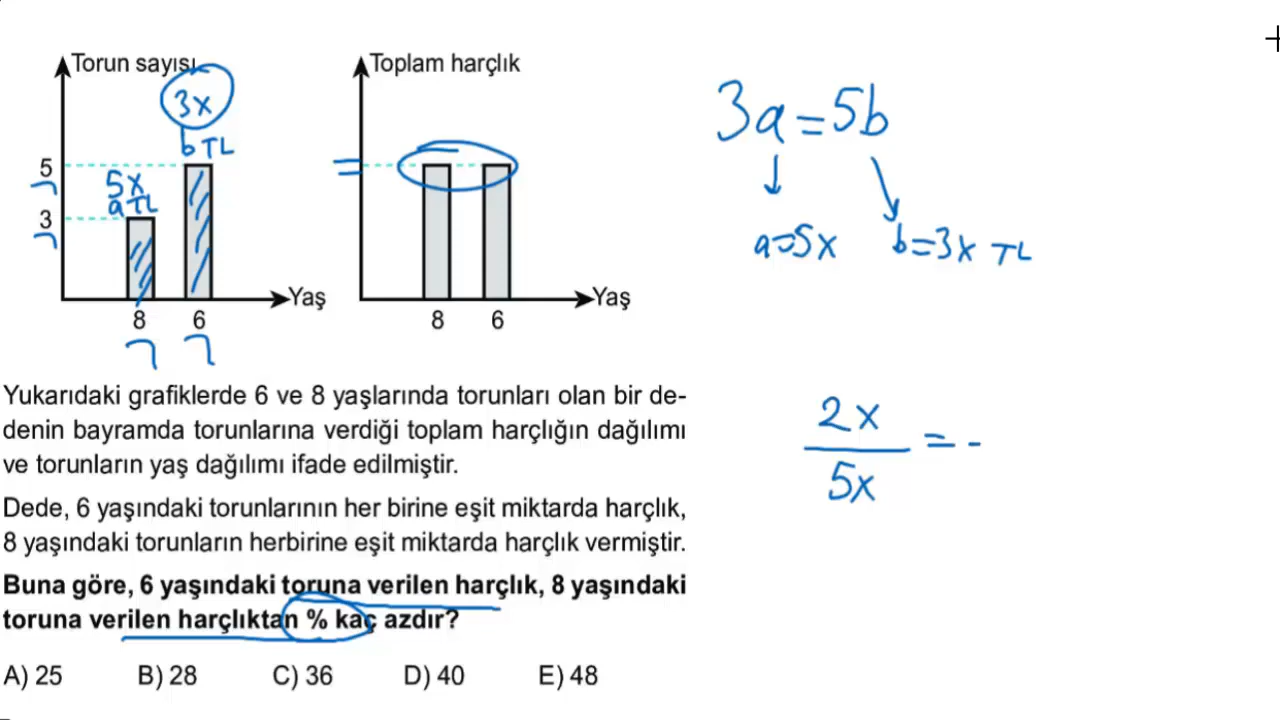 Torun sayısı
3x
b TL
5
5x
a TL
3
Yaş
8 6
Toplam harçlık
=
Yaş
8 6
3a=5b
a=5x b=3x TL
2x
5x
= -
Yukarıdaki grafiklerde 6 ve 8 yaşlarında torunları olan bir de-
denin bayramda torunlarına verdiği toplam harçlığın dağılımı
ve torunların yaş dağılımı ifade edilmiştir.
Dede, 6 yaşındaki torunlarının her birine eşit miktarda harçlık,
8 yaşındaki torunların herbirine eşit miktarda harçlık vermiştir.
Buna göre, 6 yaşındaki toruna verilen harçlık, 8 yaşındaki
toruna verilen harçlıktan % kaç azdır?
A) 25 B) 28 C) 36 D) 40 E) 48